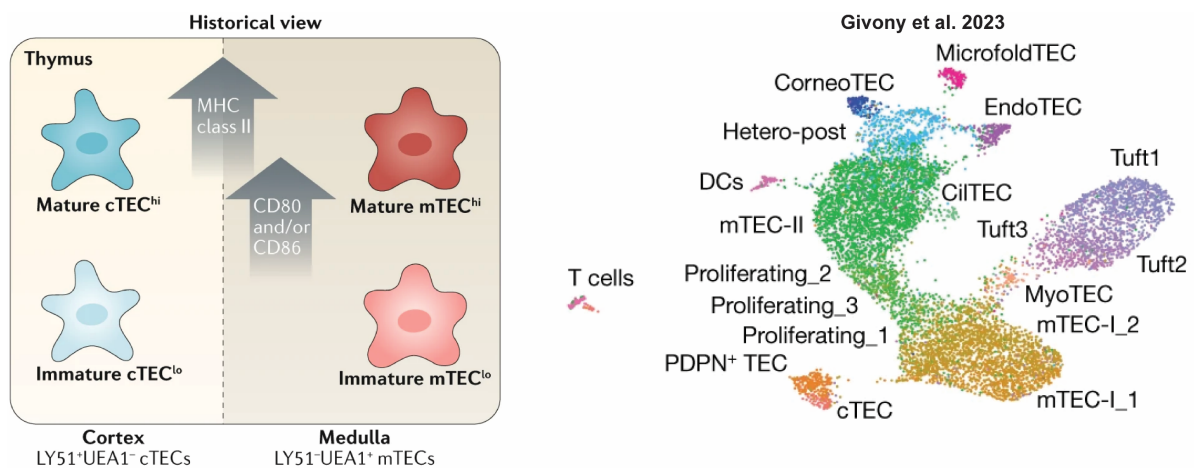 Historical view
Thymus
MHC
class II
Mature cTEChi
Mature mTEChi
CD80
and/or
CD86
Immature cTEClo
Immature mTEClo
Cortex
LY51+UEA1– cTECs
Medulla
LY51–UEA1+ mTECs
Givony et al. 2023
MicrofoldTEC
CorneoTEC
EndoTEC
Hetero-post
Tuft1
DCs
CilTEC
mTEC-II
Tuft3
Tuft2
Proliferating_2
T cells
MyoTEC
Proliferating_3
mTEC-I_2
Proliferating_1
PDPN+ TEC
cTEC
mTEC-I_1